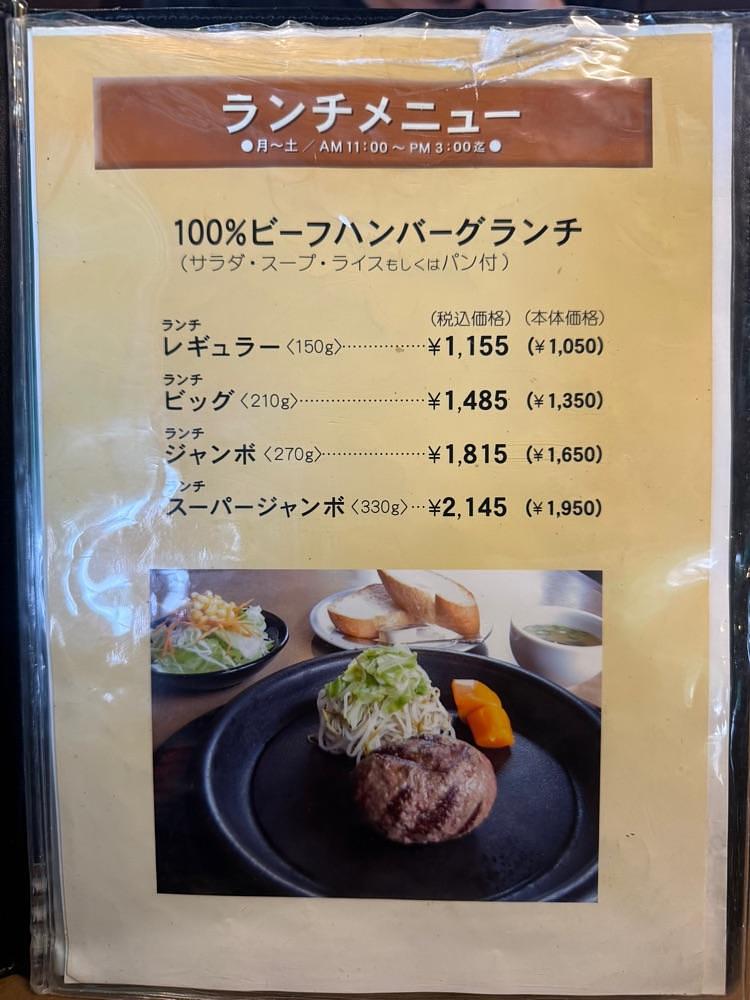 ランチメニュー
●月〜土 / AM 11:00 〜 PM 3:00迄●
100%ビーフハンバーグランチ
(サラダ・スープ・ライスもしくはパン付)
(税込価格) (本体価格)
ランチ
レギュラー〈150g〉……………¥1,155 (¥1,050)
ランチ
ビッグ〈210g〉……………………¥1,485 (¥1,350)
ランチ
ジャンボ〈270g〉…………………¥1,815 (¥1,650)
ランチ
スーパージャンボ〈330g〉…¥2,145 (¥1,950)